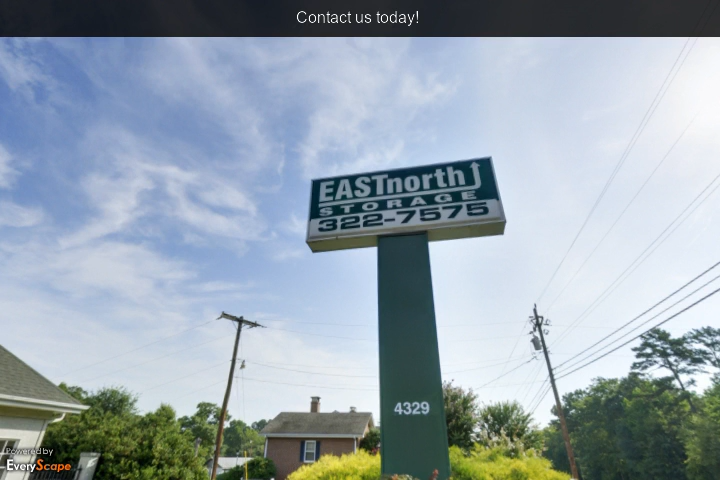 Contact us today!
EASTnorth
STORAGE
322-7575
4329
Powered by
EveryScape